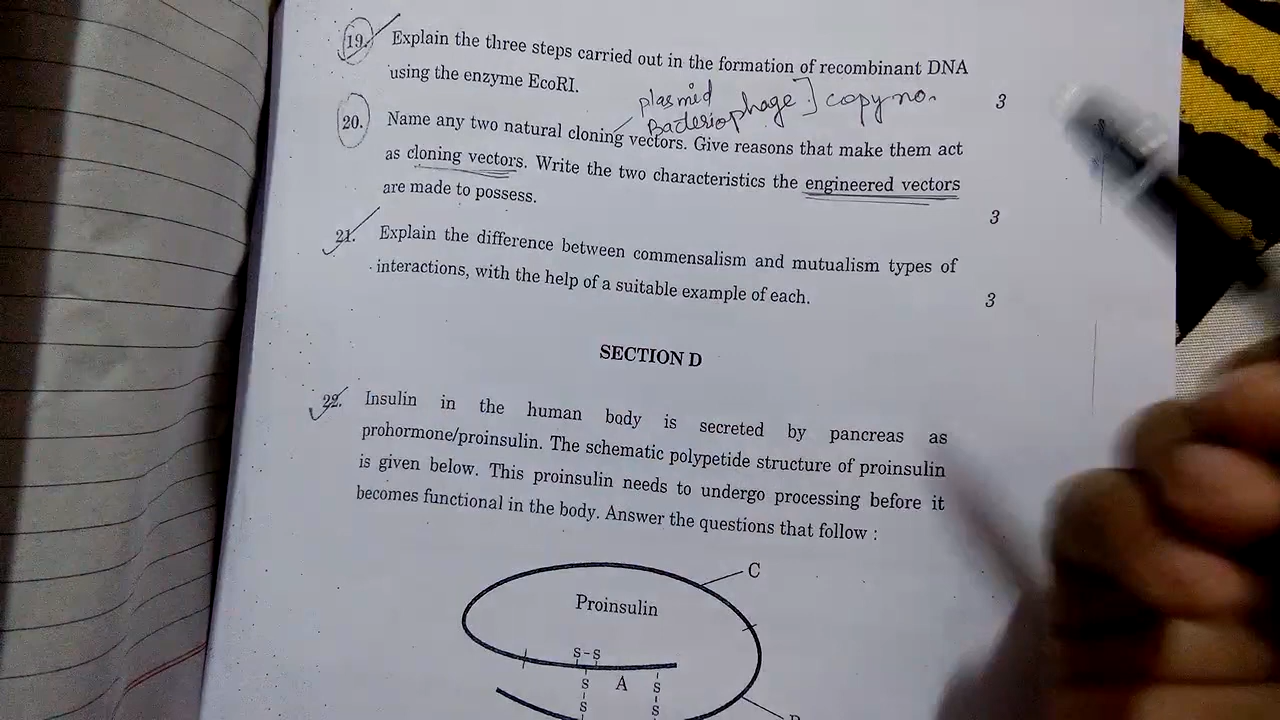 19. Explain the three steps carried out in the formation of recombinant DNA
using the enzyme EcoRI.
3
plasmid
Bacteriophage ] copy no.
20. Name any two natural cloning vectors. Give reasons that make them act
as cloning vectors. Write the two characteristics the engineered vectors
are made to possess.
3
21. Explain the difference between commensalism and mutualism types of
interactions, with the help of a suitable example of each.
3
SECTION D
22. Insulin in the human body is secreted by pancreas as
prohormone/proinsulin. The schematic polypetide structure of proinsulin
is given below. This proinsulin needs to undergo processing before it
becomes functional in the body. Answer the questions that follow :
C
Proinsulin
S-S
S A S
S S